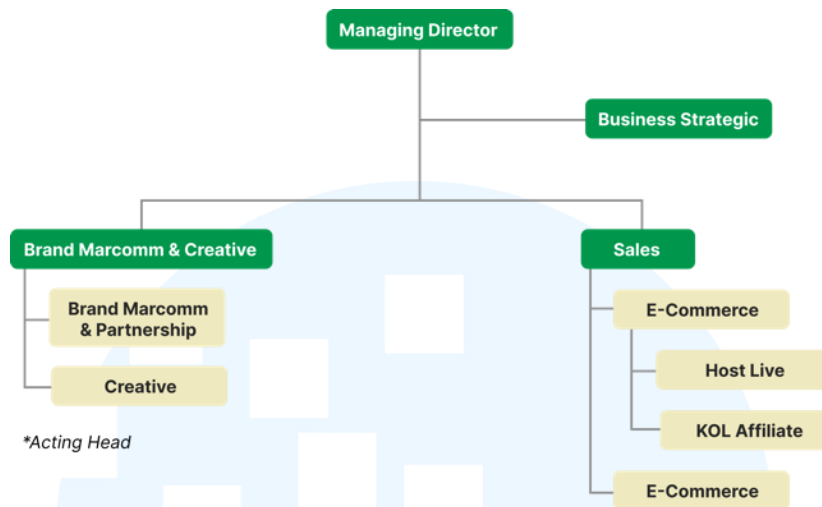 Managing Director
Business Strategic
Brand Marcomm & Creative
Sales
Brand Marcomm
& Partnership
E-Commerce
Host Live
Creative
KOL Affiliate
*Acting Head
E-Commerce